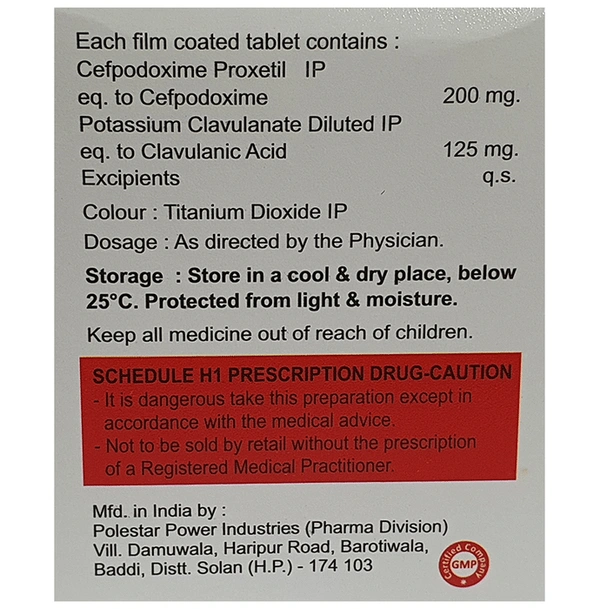 Each film coated tablet contains :
Cefpodoxime Proxetil IP
eq. to Cefpodoxime 200 mg.
Potassium Clavulanate Diluted IP
eq. to Clavulanic Acid 125 mg.
Excipients q.s.
Colour : Titanium Dioxide IP
Dosage : As directed by the Physician.
Storage : Store in a cool & dry place, below
25°C. Protected from light & moisture.
Keep all medicine out of reach of children.
SCHEDULE H1 PRESCRIPTION DRUG-CAUTION
- It is dangerous take this preparation except in
accordance with the medical advice.
- Not to be sold by retail without the prescription
of a Registered Medical Practitioner.
Mfd. in India by :
Polestar Power Industries (Pharma Division)
Vill. Damuwala, Haripur Road, Barotiwala,
Baddi, Distt. Solan (H.P.) - 174 103
Certified Company
GMP